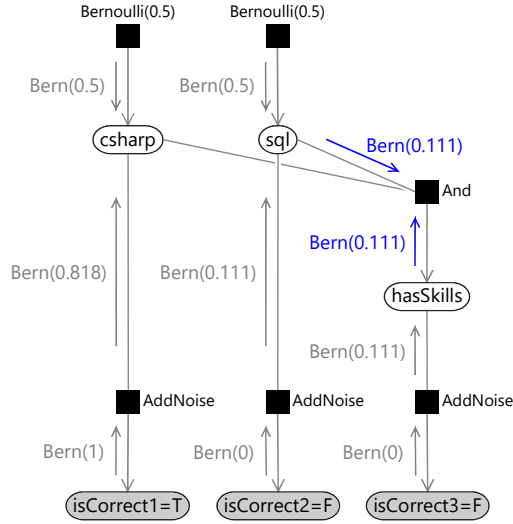 Bernoulli(0.5)
Bernoulli(0.5)
Bern(0.5)
Bern(0.5)
csharp
sql
Bern(0.111)
And
Bern(0.111)
Bern(0.818)
Bern(0.111)
hasSkills
Bern(0.111)
AddNoise
AddNoise
AddNoise
Bern(1)
Bern(0)
Bern(0)
isCorrect1=T
isCorrect2=F
isCorrect3=F